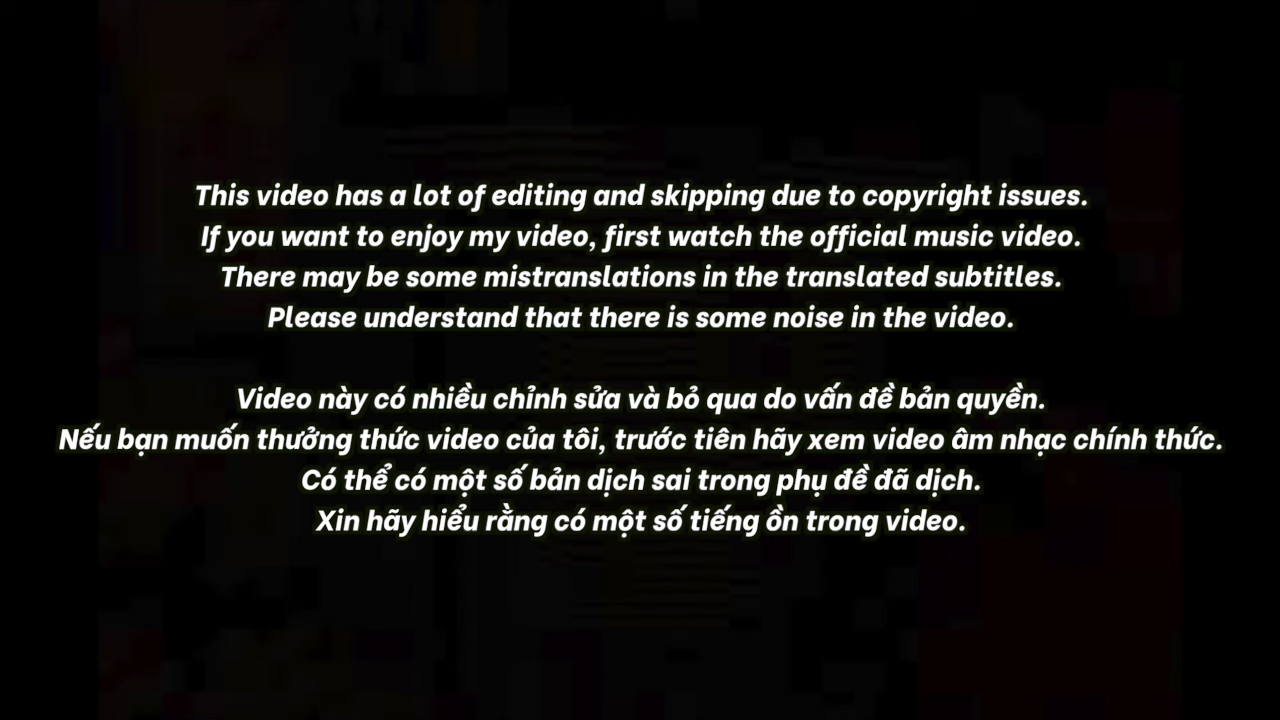 This video has a lot of editing and skipping due to copyright issues.
If you want to enjoy my video, first watch the official music video.
There may be some mistranslations in the translated subtitles.
Please understand that there is some noise in the video.
Video này có nhiều chỉnh sửa và bỏ qua do vấn đề bản quyền.
Nếu bạn muốn thưởng thức video của tôi, trước tiên hãy xem video âm nhạc chính thức.
Có thể có một số bản dịch sai trong phụ đề đã dịch.
Xin hãy hiểu rằng có một số tiếng ồn trong video.